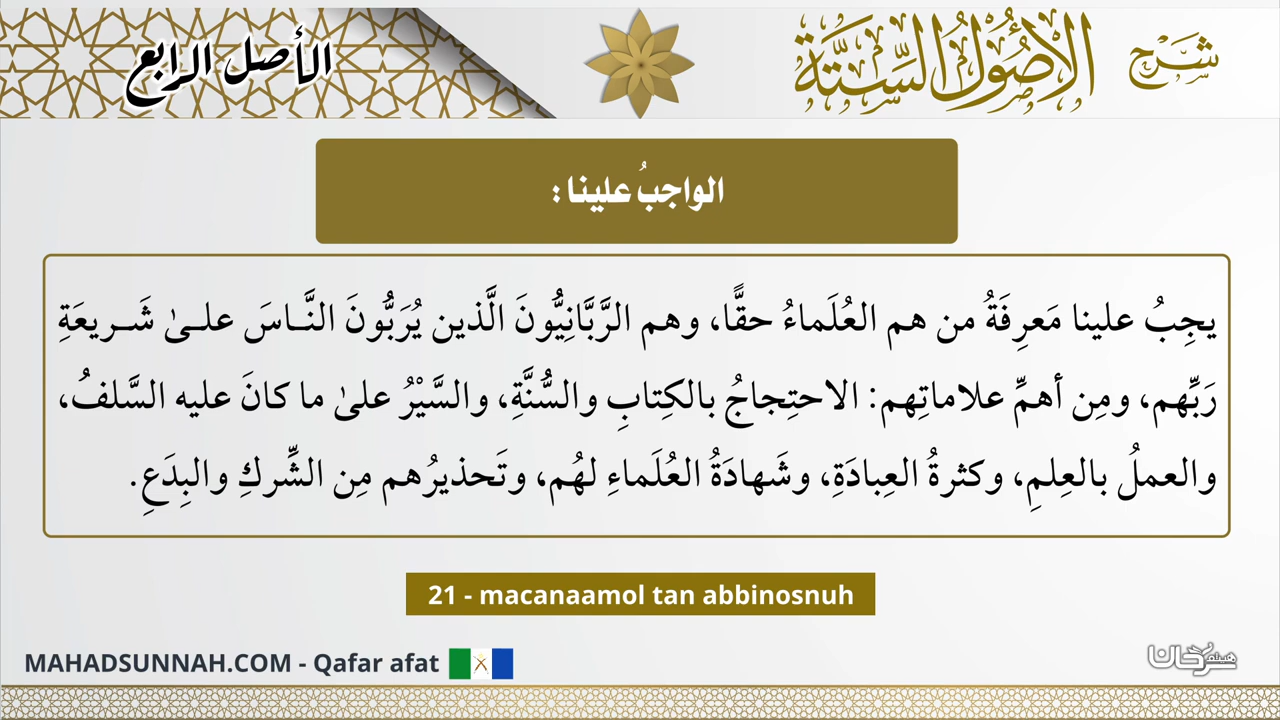 شرح الأصول الستة
الأصل الرابع
الواجبُ علينا :
يجِبُ علينا مَعرِفَةُ من هم العُلَماءُ حقًّا، وهم الرَّبَّانِيُّونَ الَّذين يُرَبُّونَ النَّاسَ علىٰ شَريعَةِ
رَبِّهم، ومِن أهمِّ علاماتِهم: الاحتِجاجُ بالكِتابِ والسُّنَّةِ، والسَّيْرُ علىٰ ما كانَ عليه السَّلفُ،
والعملُ بالعِلمِ، وكثرةُ العِبادَةِ، وشَهادَةُ العُلَماءِ لهُم، وتَحذيرُهم مِن الشِّركِ والبِدَعِ.
21 - macanaamol tan abbinosnuh
MAHADSUNNAH.COM - Qafar afat
هيثم سرحان